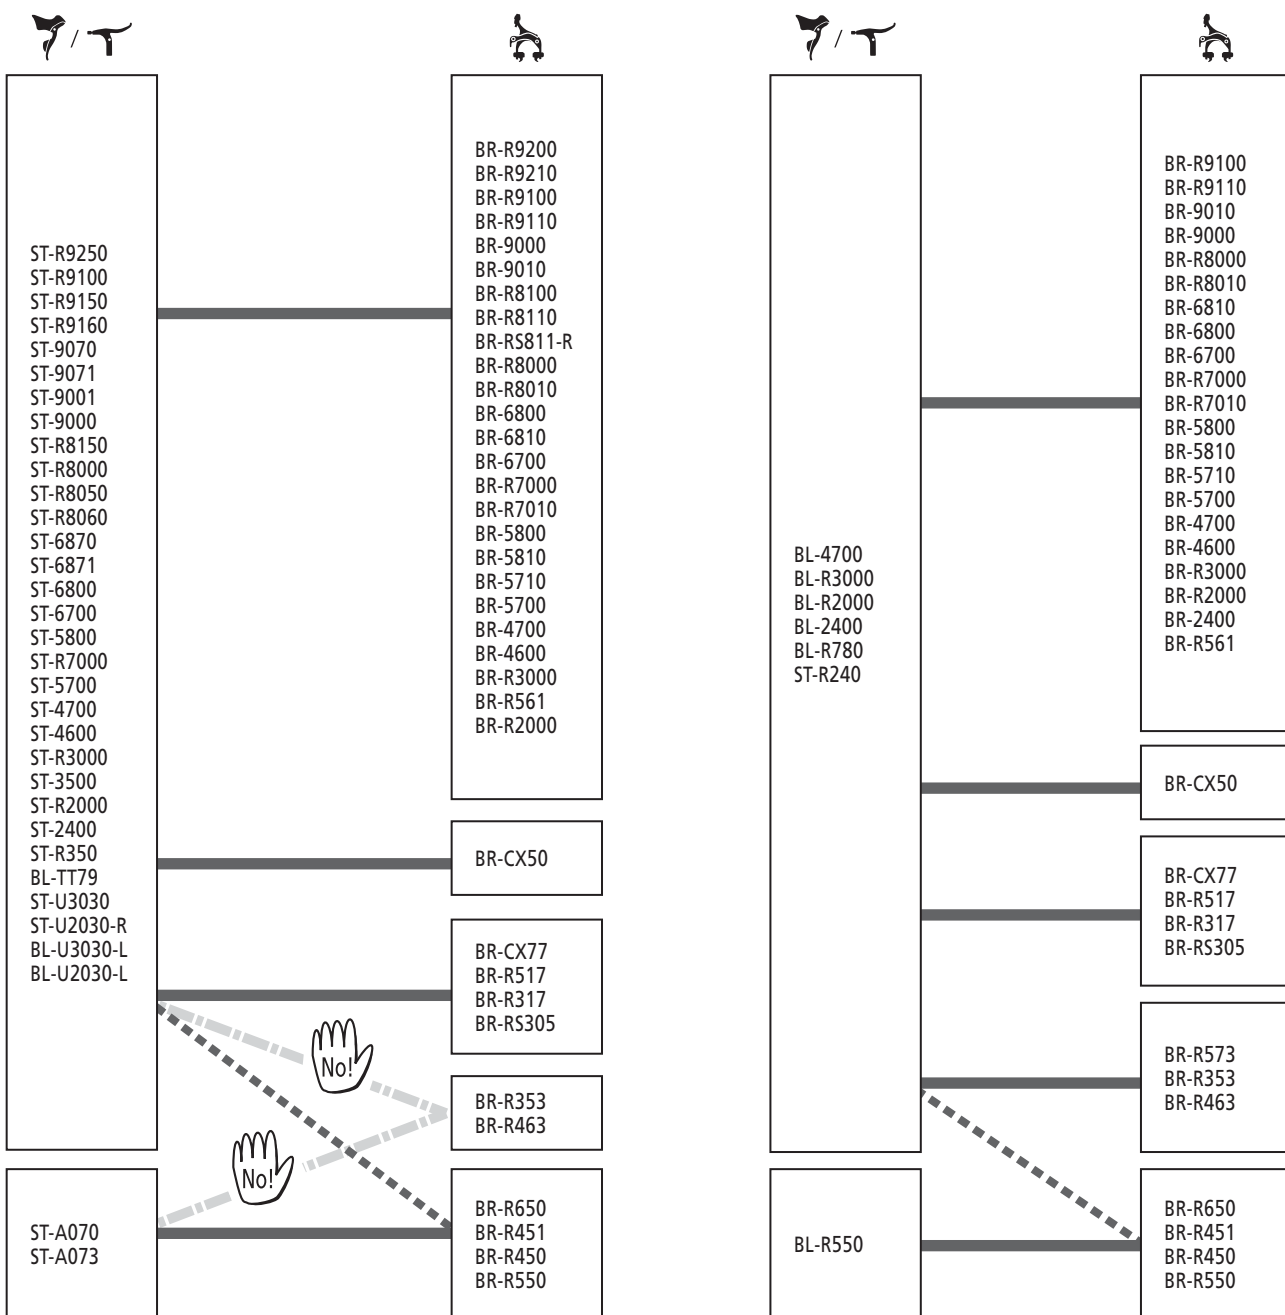 /
/
ST-R9250
ST-R9100
ST-R9150
ST-R9160
ST-9070
ST-9071
ST-9001
ST-9000
ST-R8150
ST-R8000
ST-R8050
ST-R8060
ST-6870
ST-6871
ST-6800
ST-6700
ST-5800
ST-R7000
ST-5700
ST-4700
ST-4600
ST-R3000
ST-3500
ST-R2000
ST-2400
ST-R350
BL-TT79
ST-U3030
ST-U2030-R
BL-U3030-L
BL-U2030-L
ST-A070
ST-A073
No!
No!
BR-R9200
BR-R9210
BR-R9100
BR-R9110
BR-9000
BR-9010
BR-R8100
BR-R8110
BR-RS811-R
BR-R8000
BR-R8010
BR-6800
BR-6810
BR-6700
BR-R7000
BR-R7010
BR-5800
BR-5810
BR-5710
BR-5700
BR-4700
BR-4600
BR-R3000
BR-R561
BR-R2000
BR-CX50
BR-CX77
BR-R517
BR-R317
BR-RS305
BR-R353
BR-R463
BR-R650
BR-R451
BR-R450
BR-R550
BL-4700
BL-R3000
BL-R2000
BL-2400
BL-R780
ST-R240
BL-R550
BR-R9100
BR-R9110
BR-9010
BR-9000
BR-R8000
BR-R8010
BR-6810
BR-6800
BR-6700
BR-R7000
BR-R7010
BR-5800
BR-5810
BR-5710
BR-5700
BR-4700
BR-4600
BR-R3000
BR-R2000
BR-2400
BR-R561
BR-CX50
BR-CX77
BR-R517
BR-R317
BR-RS305
BR-R573
BR-R353
BR-R463
BR-R650
BR-R451
BR-R450
BR-R550